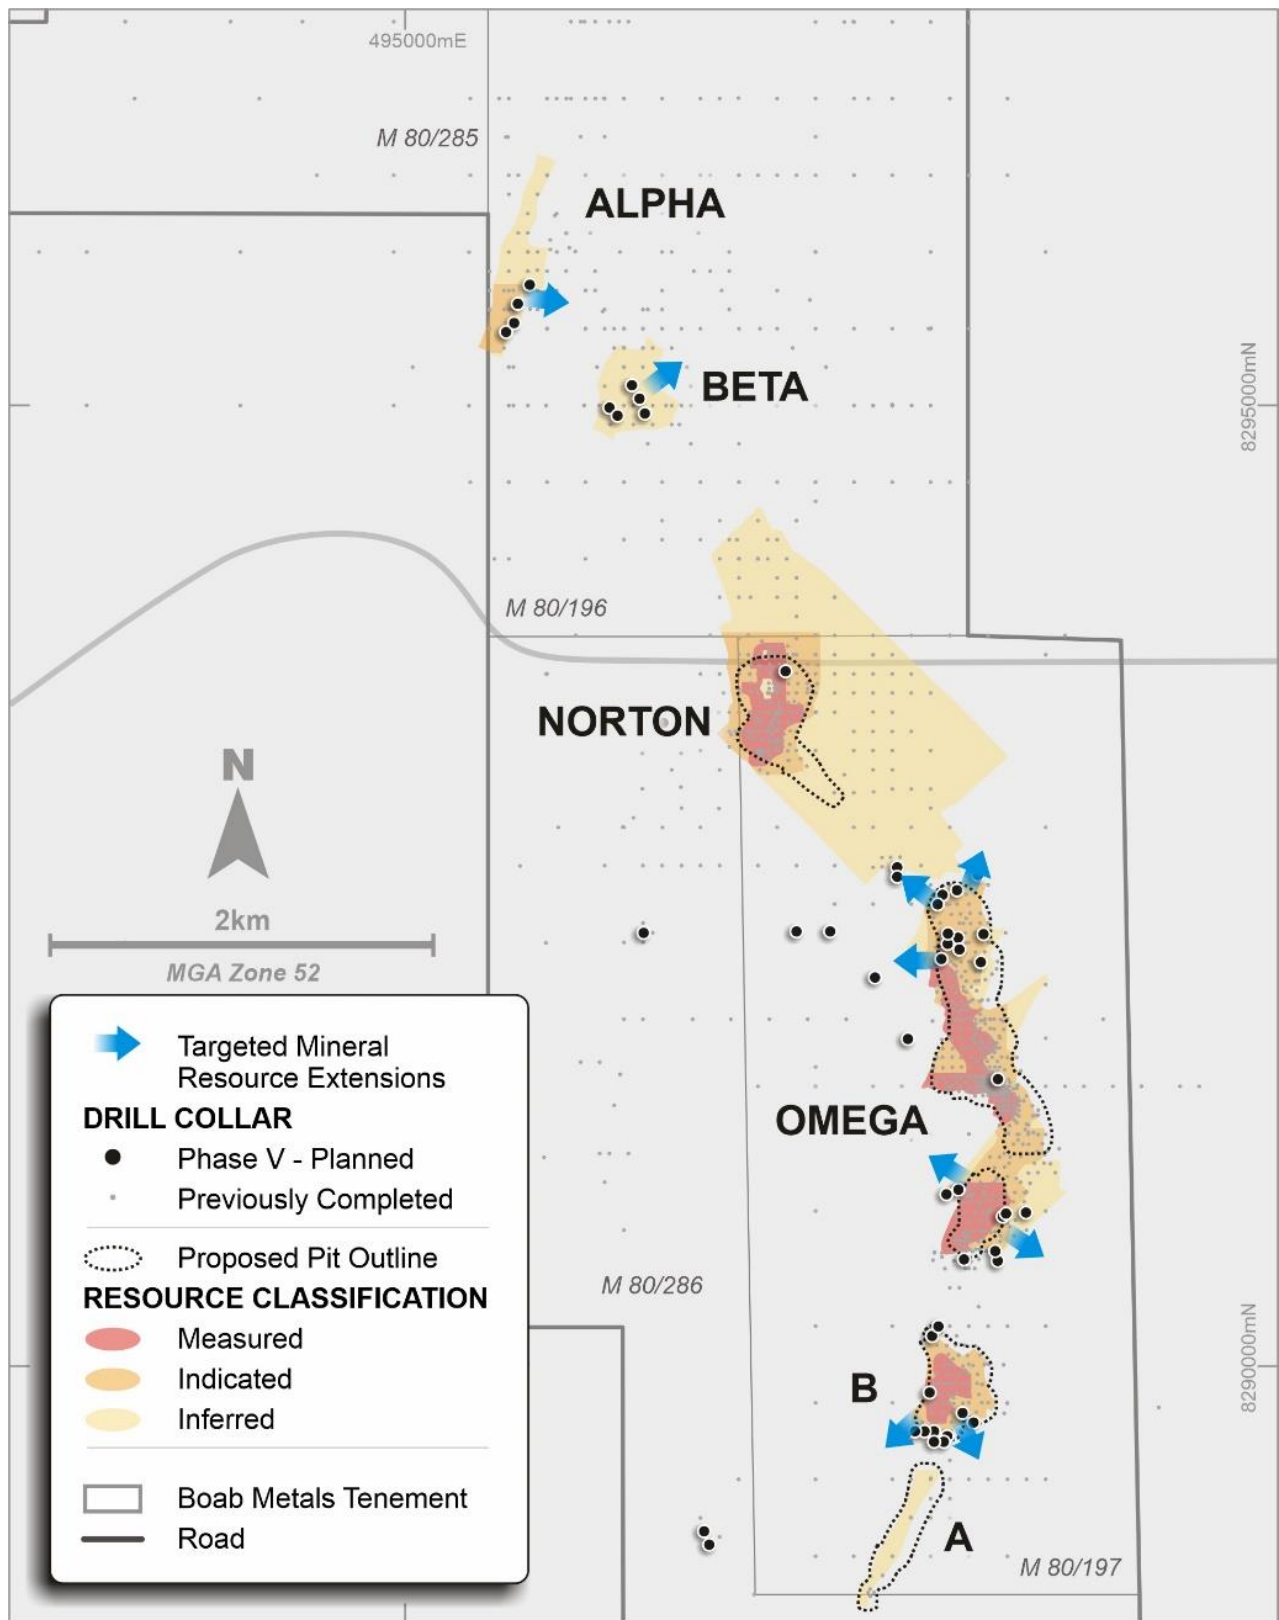 495000mE
M 80/285
ALPHA
BETA
8295000mN
M 80/196
NORTON
N
2km
MGA Zone 52
OMEGA
M 80/286
8290000mN
B
A
M 80/197
Targeted Mineral
Resource Extensions
DRILL COLLAR
Phase V - Planned
Previously Completed
Proposed Pit Outline
RESOURCE CLASSIFICATION
Measured
Indicated
Inferred
Boab Metals Tenement
Road